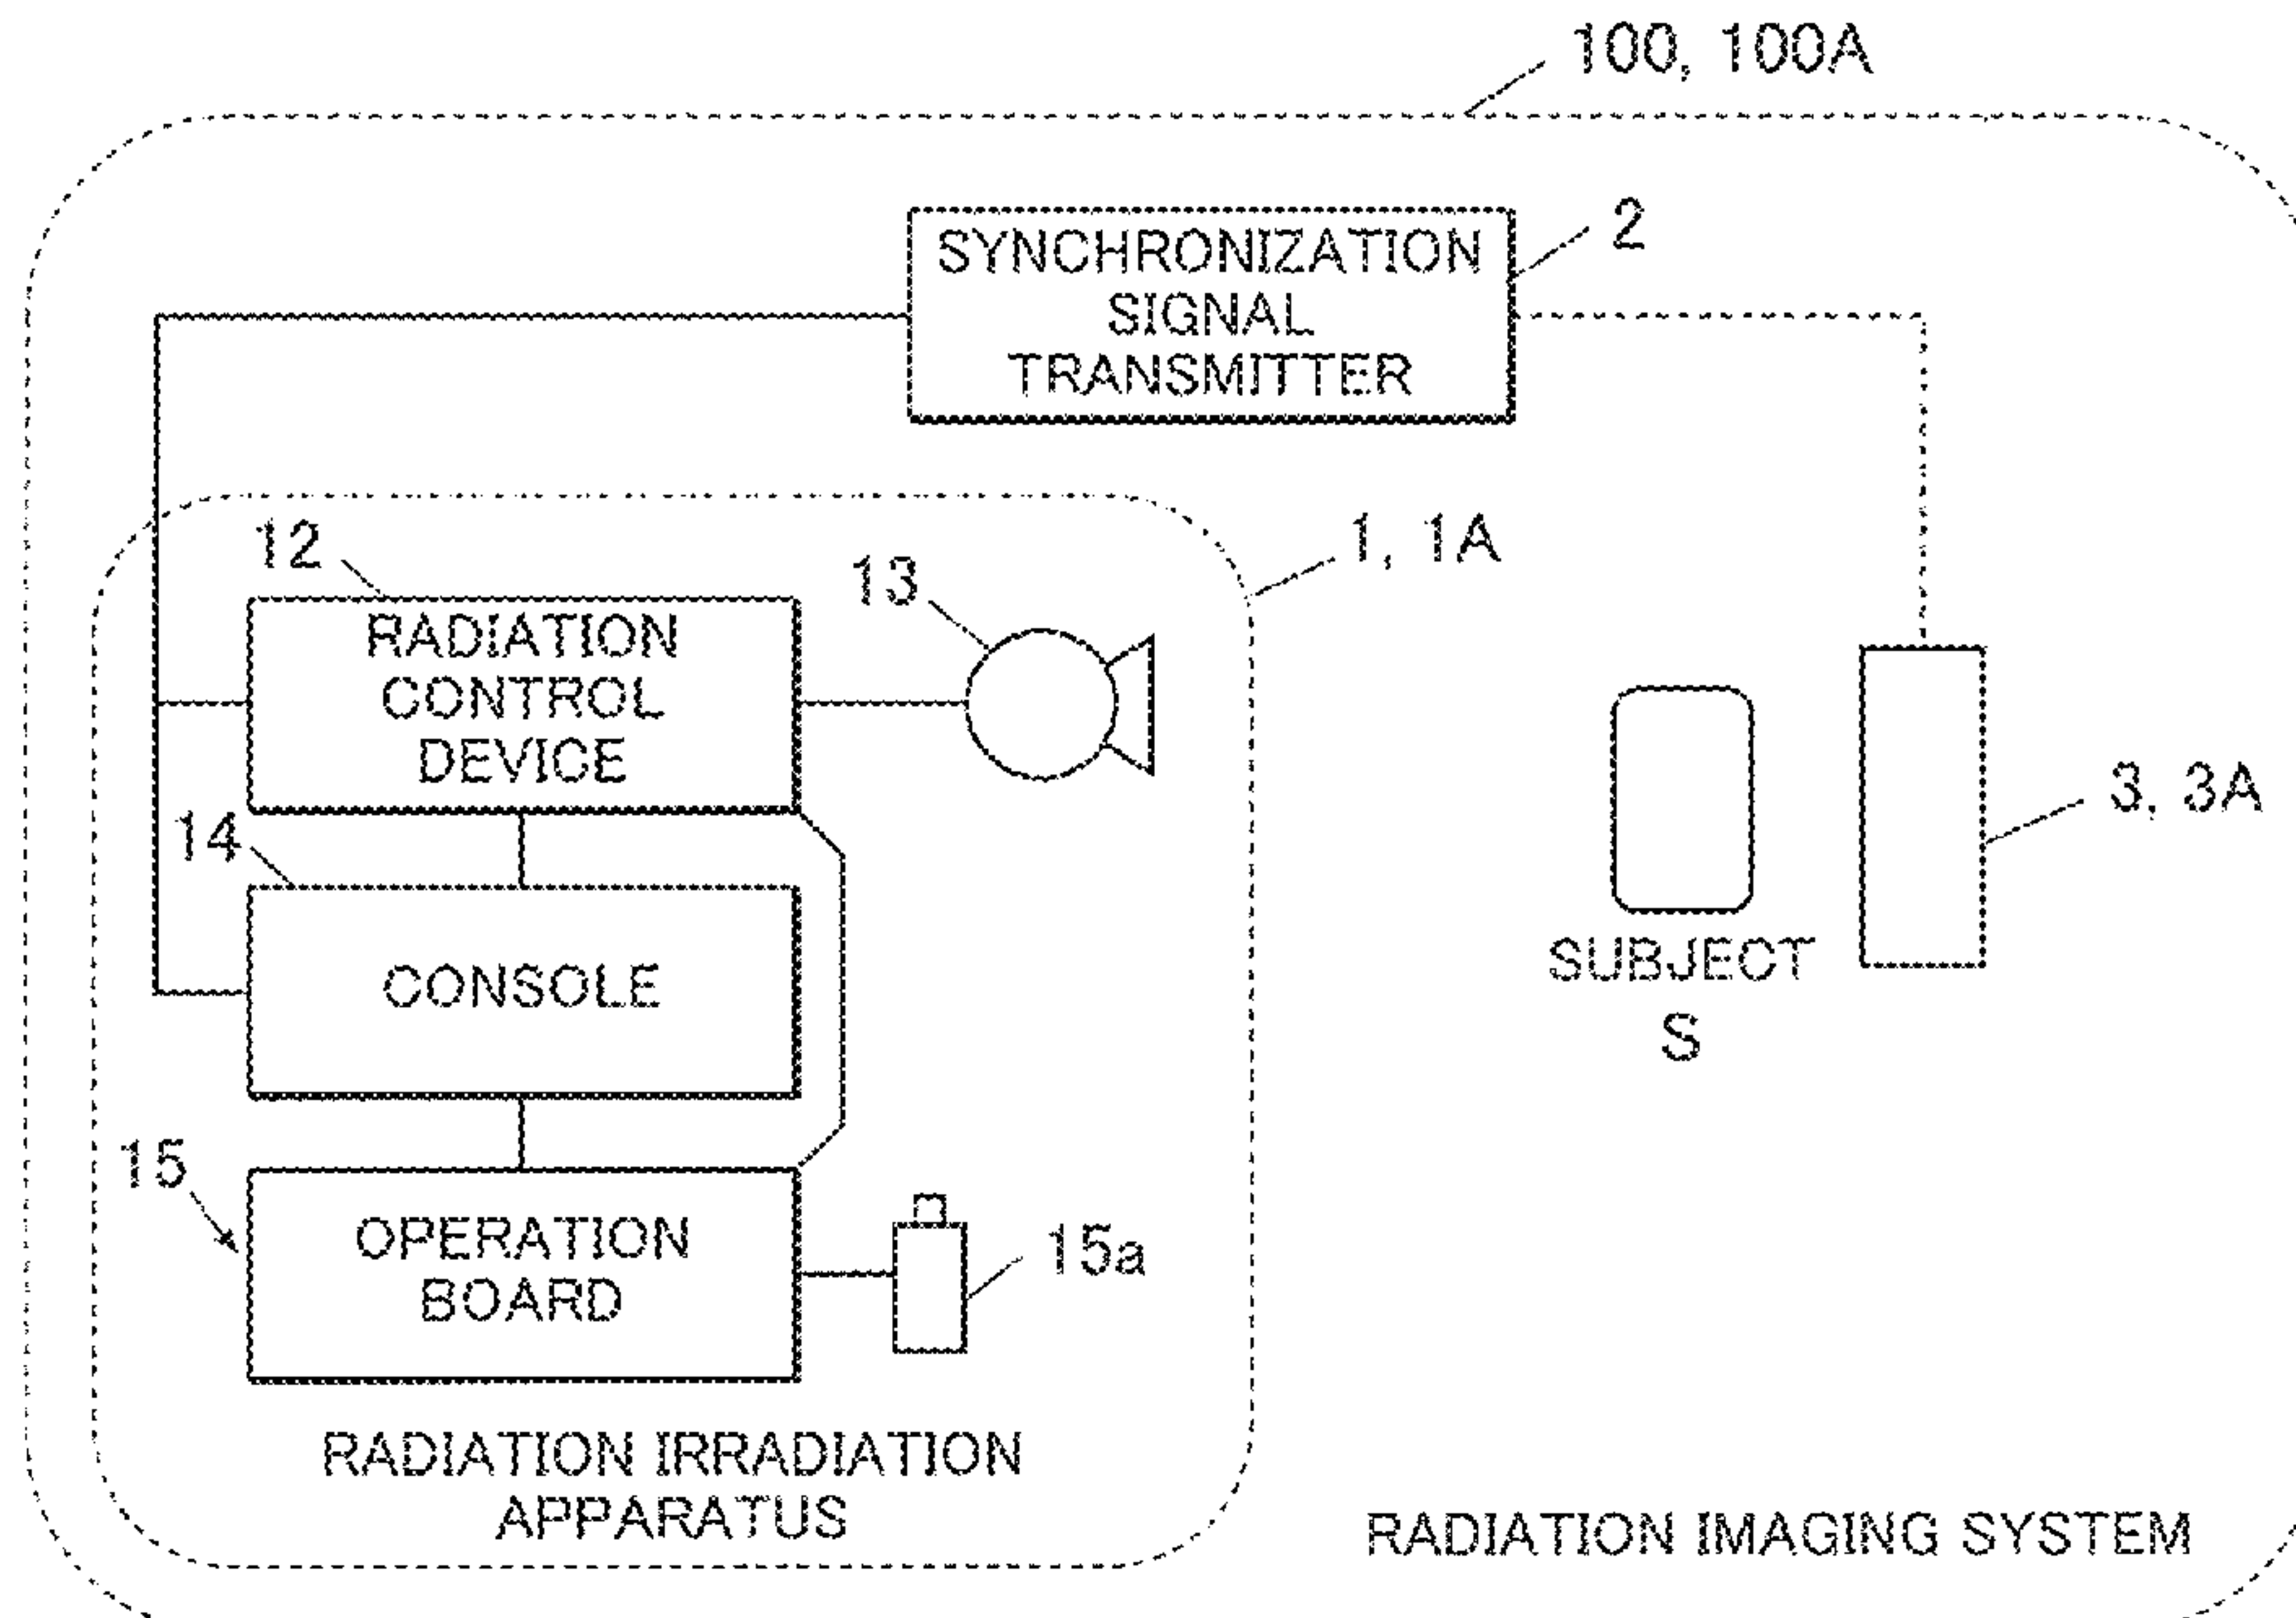 100, 100A
SYNCHRONIZATION
SIGNAL
TRANSMITTER
2
12
13
1, 1A
RADIATION
CONTROL
DEVICE
14
3, 3A
CONSOLE
SUBJECT
S
15
OPERATION
BOARD
15a
RADIATION IRRADIATION
APPARATUS
RADIATION IMAGING SYSTEM